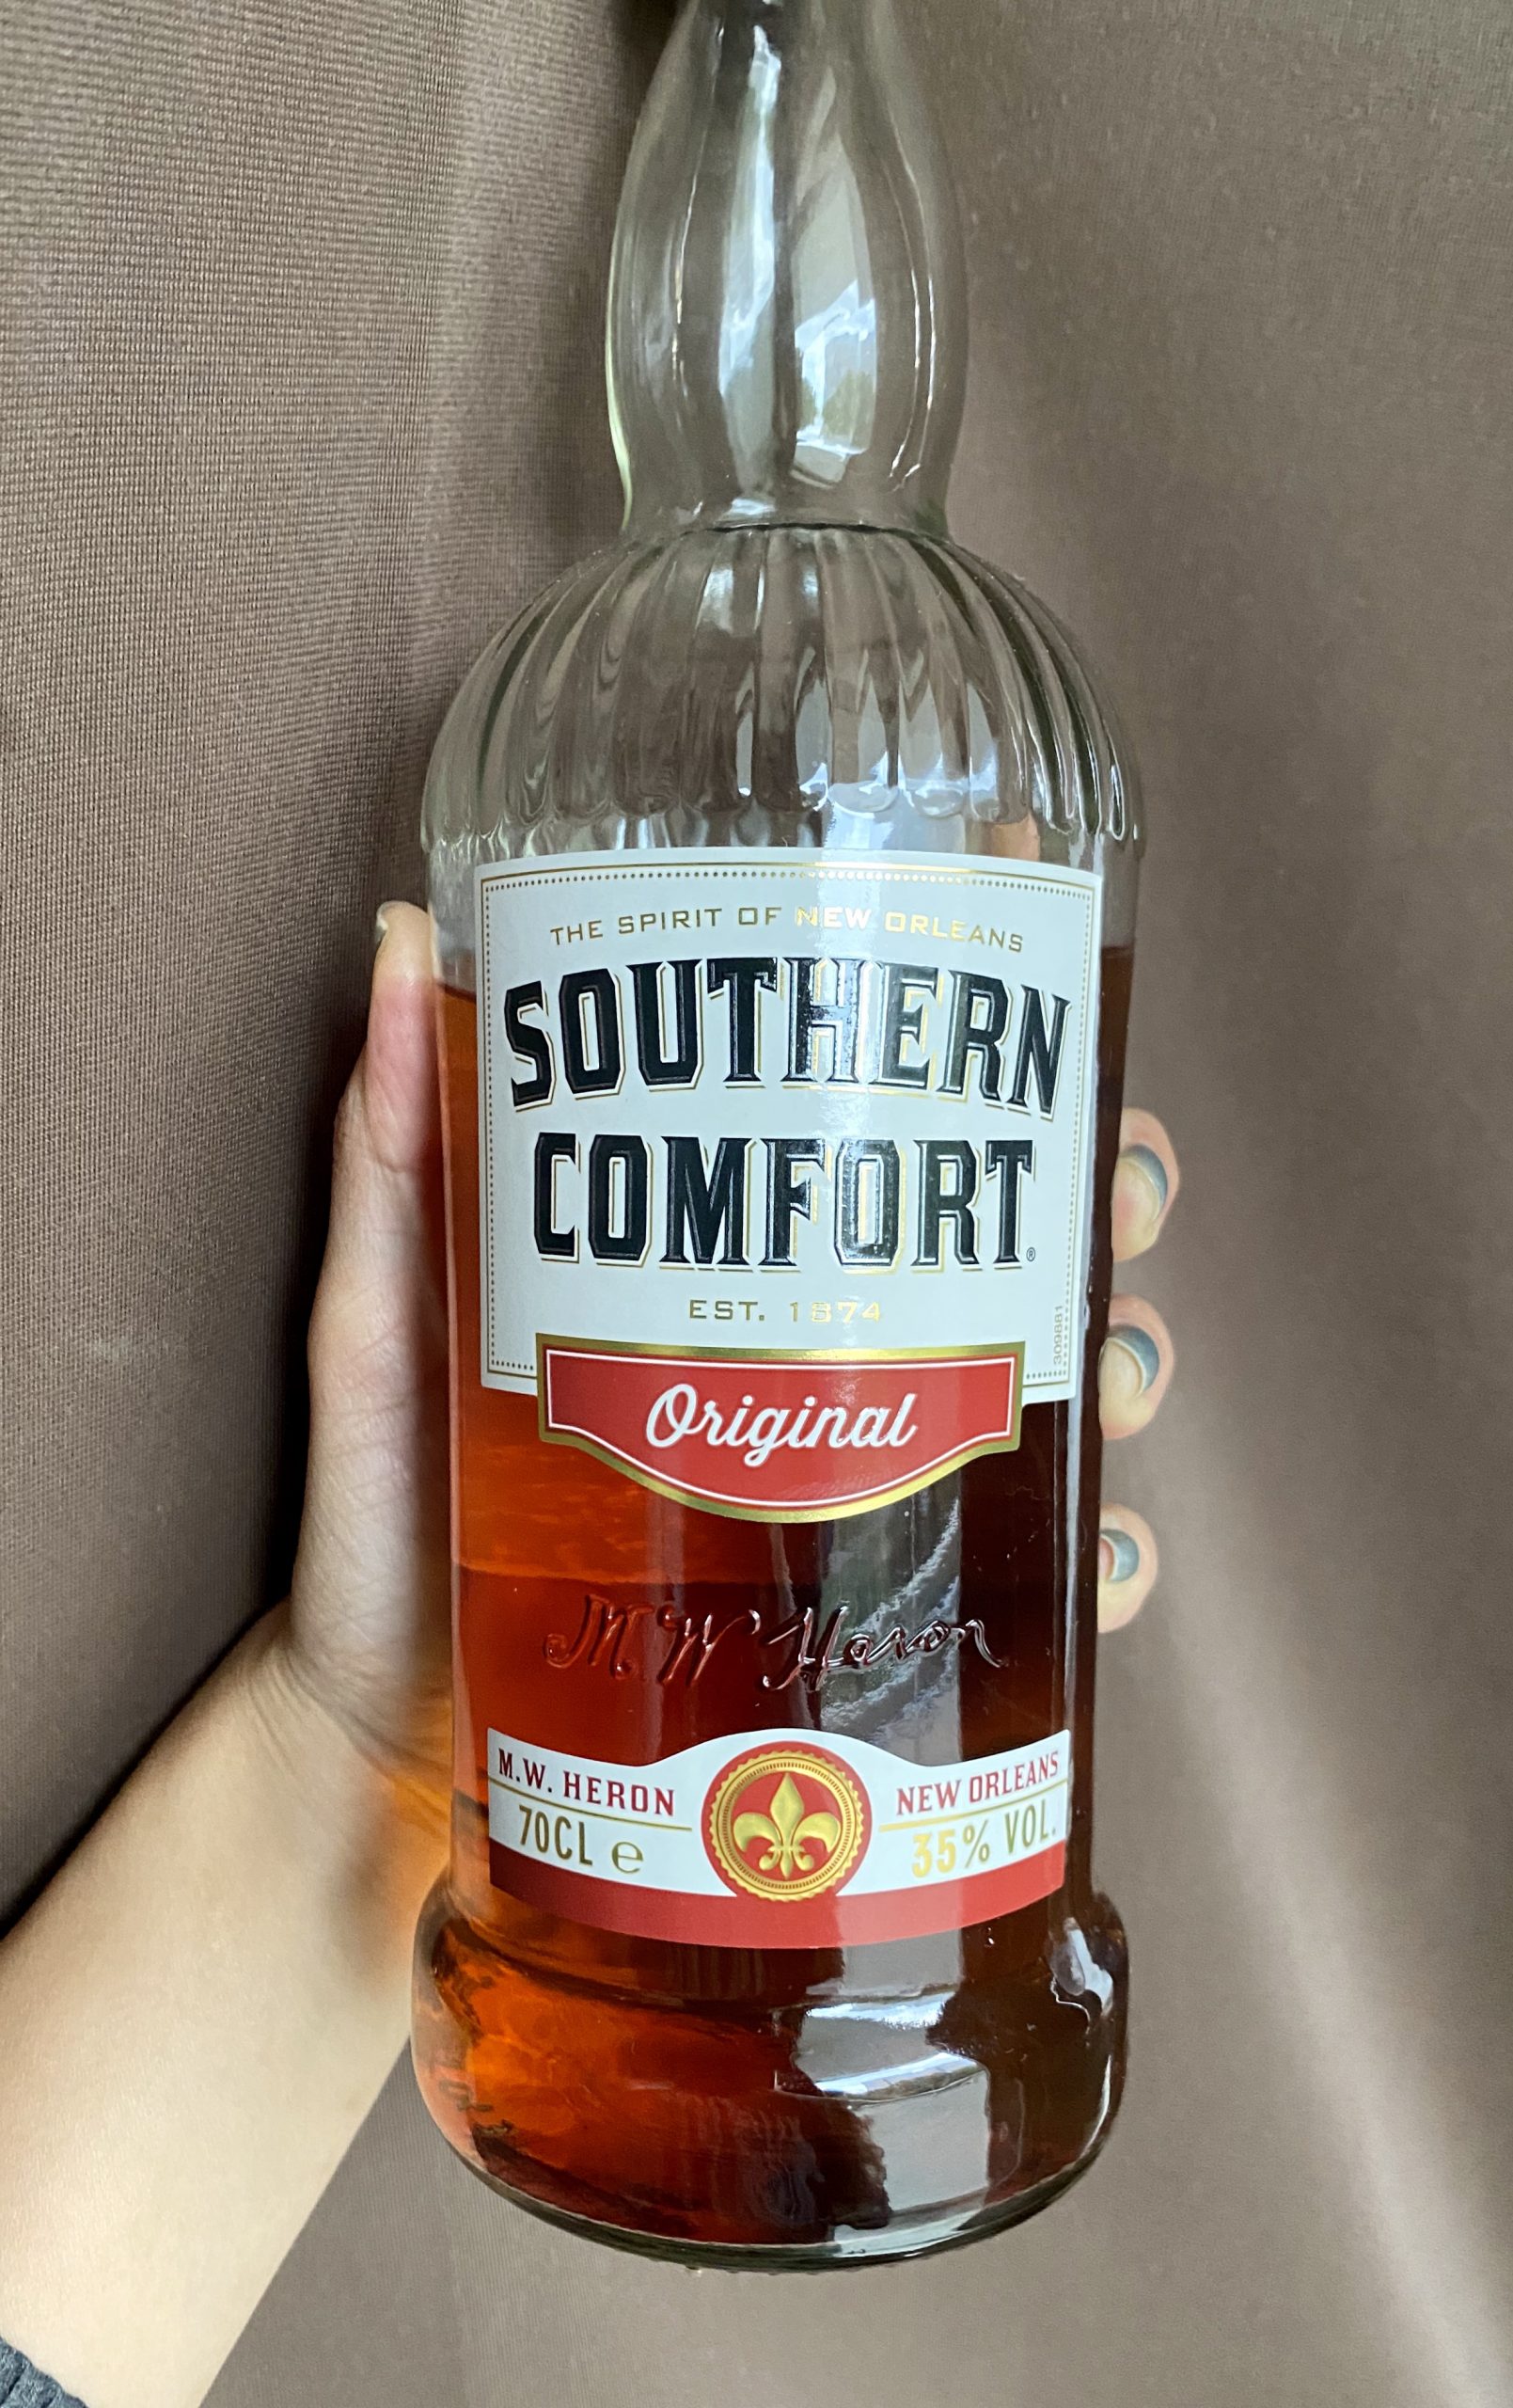 THE SPIRIT OF NEW ORLEANS
SOUTHERN
COMFORT®
EST. 1874
309881
Original
M.W. Heron
M.W. HERON
70CL ℮
NEW ORLEANS
35% VOL.